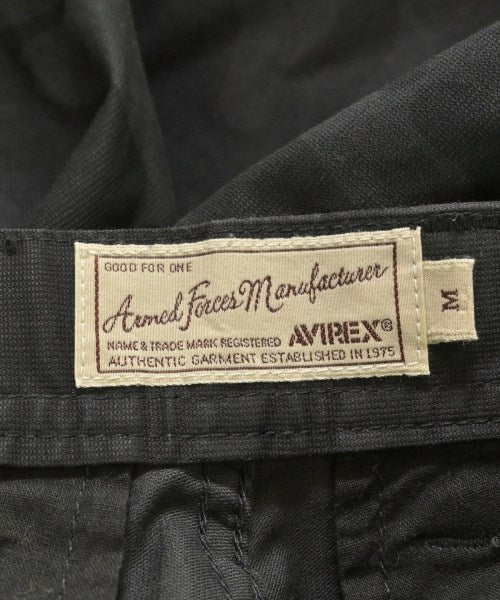 GOOD FOR ONE
Armed Forces Manufacturer
NAME & TRADE MARK REGISTERED AVIREX®
AUTHENTIC GARMENT ESTABLISHED IN 1975
M